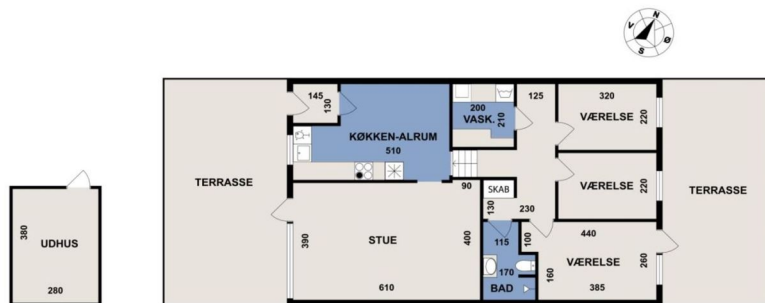 N
V
Ø
S
145
130
KØKKEN-ALRUM
510
200
VASK.
210
125
320
VÆRELSE
220
TERRASSE
90
SKAB
130
230
VÆRELSE
220
TERRASSE
380
UDHUS
280
390
STUE
400
610
115
100
170
BAD
160
440
VÆRELSE
260
385